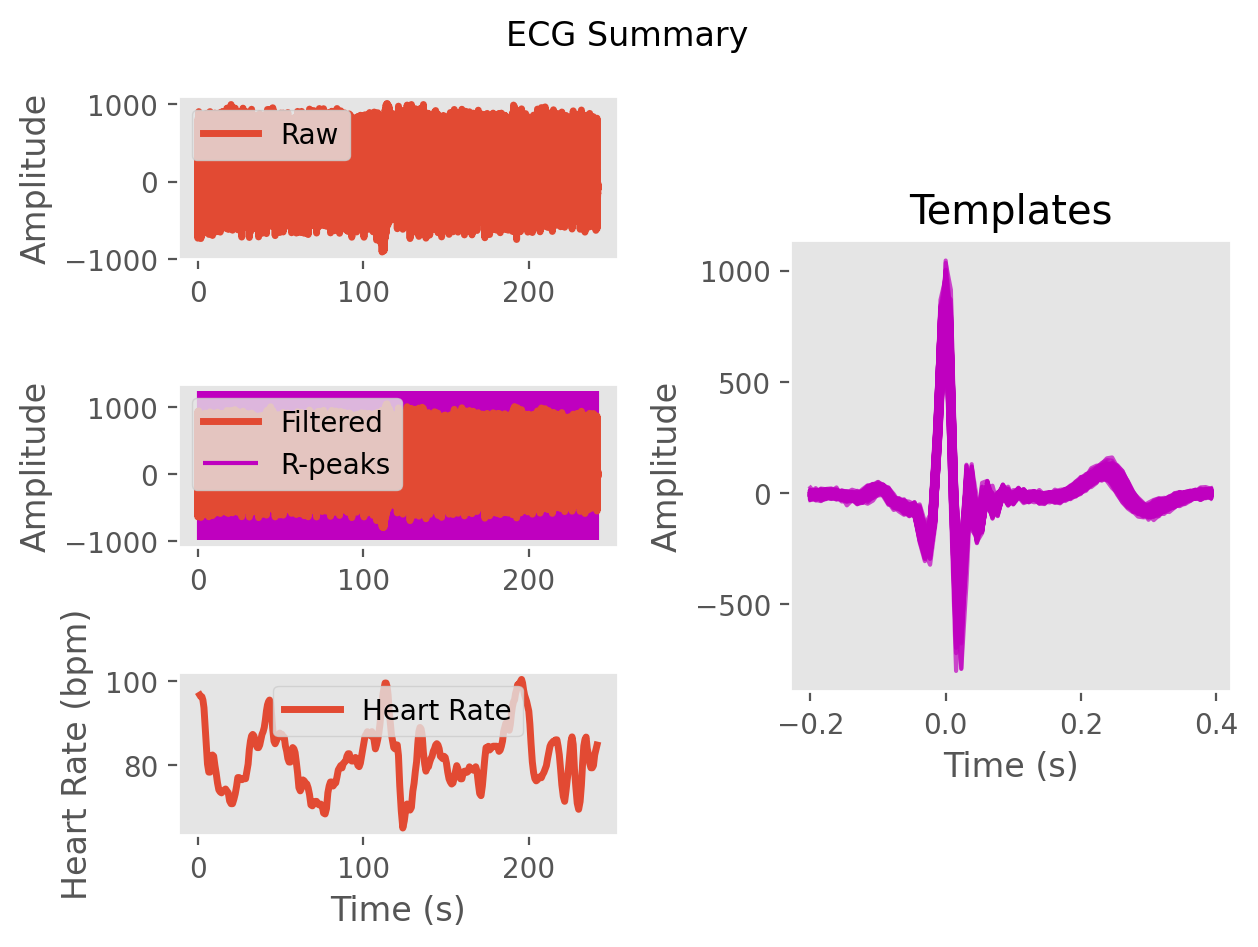 ECG Summary
Amplitude
1000
0
−1000
Raw
0 100 200
Amplitude
1000
0
−1000
Filtered
R-peaks
0 100 200
Heart Rate (bpm)
100
80
Heart Rate
0 100 200
Time (s)
Templates
Amplitude
1000
500
0
−500
−0.2 0.0 0.2 0.4
Time (s)